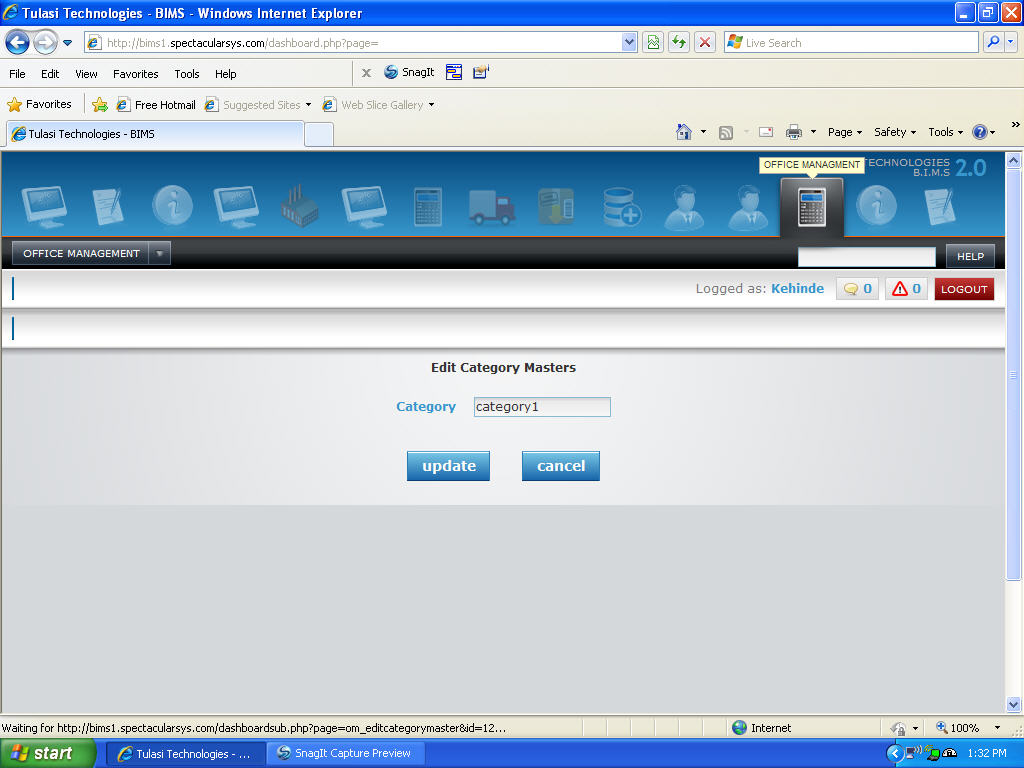 Tulasi Technologies - BIMS - Windows Internet Explorer
http://bims1.spectacularsys.com/dashboard.php?page=
Live Search
File Edit View Favorites Tools Help
x SnagIt
Favorites Free Hotmail Suggested Sites Web Slice Gallery
Tulasi Technologies - BIMS
Page Safety Tools »
OFFICE MANAGMENT
TECHNOLOGIES
B.I.M.S 2.0
OFFICE MANAGEMENT
HELP
Logged as: Kehinde 0 0 LOGOUT
Edit Category Masters
Category category1
update cancel
Waiting for http://bims1.spectacularsys.com/dashboardsub.php?page=om_editcategorymaster&id=12...
Internet 100%
start Tulasi Technologies - ... SnagIt Capture Preview 1:32 PM